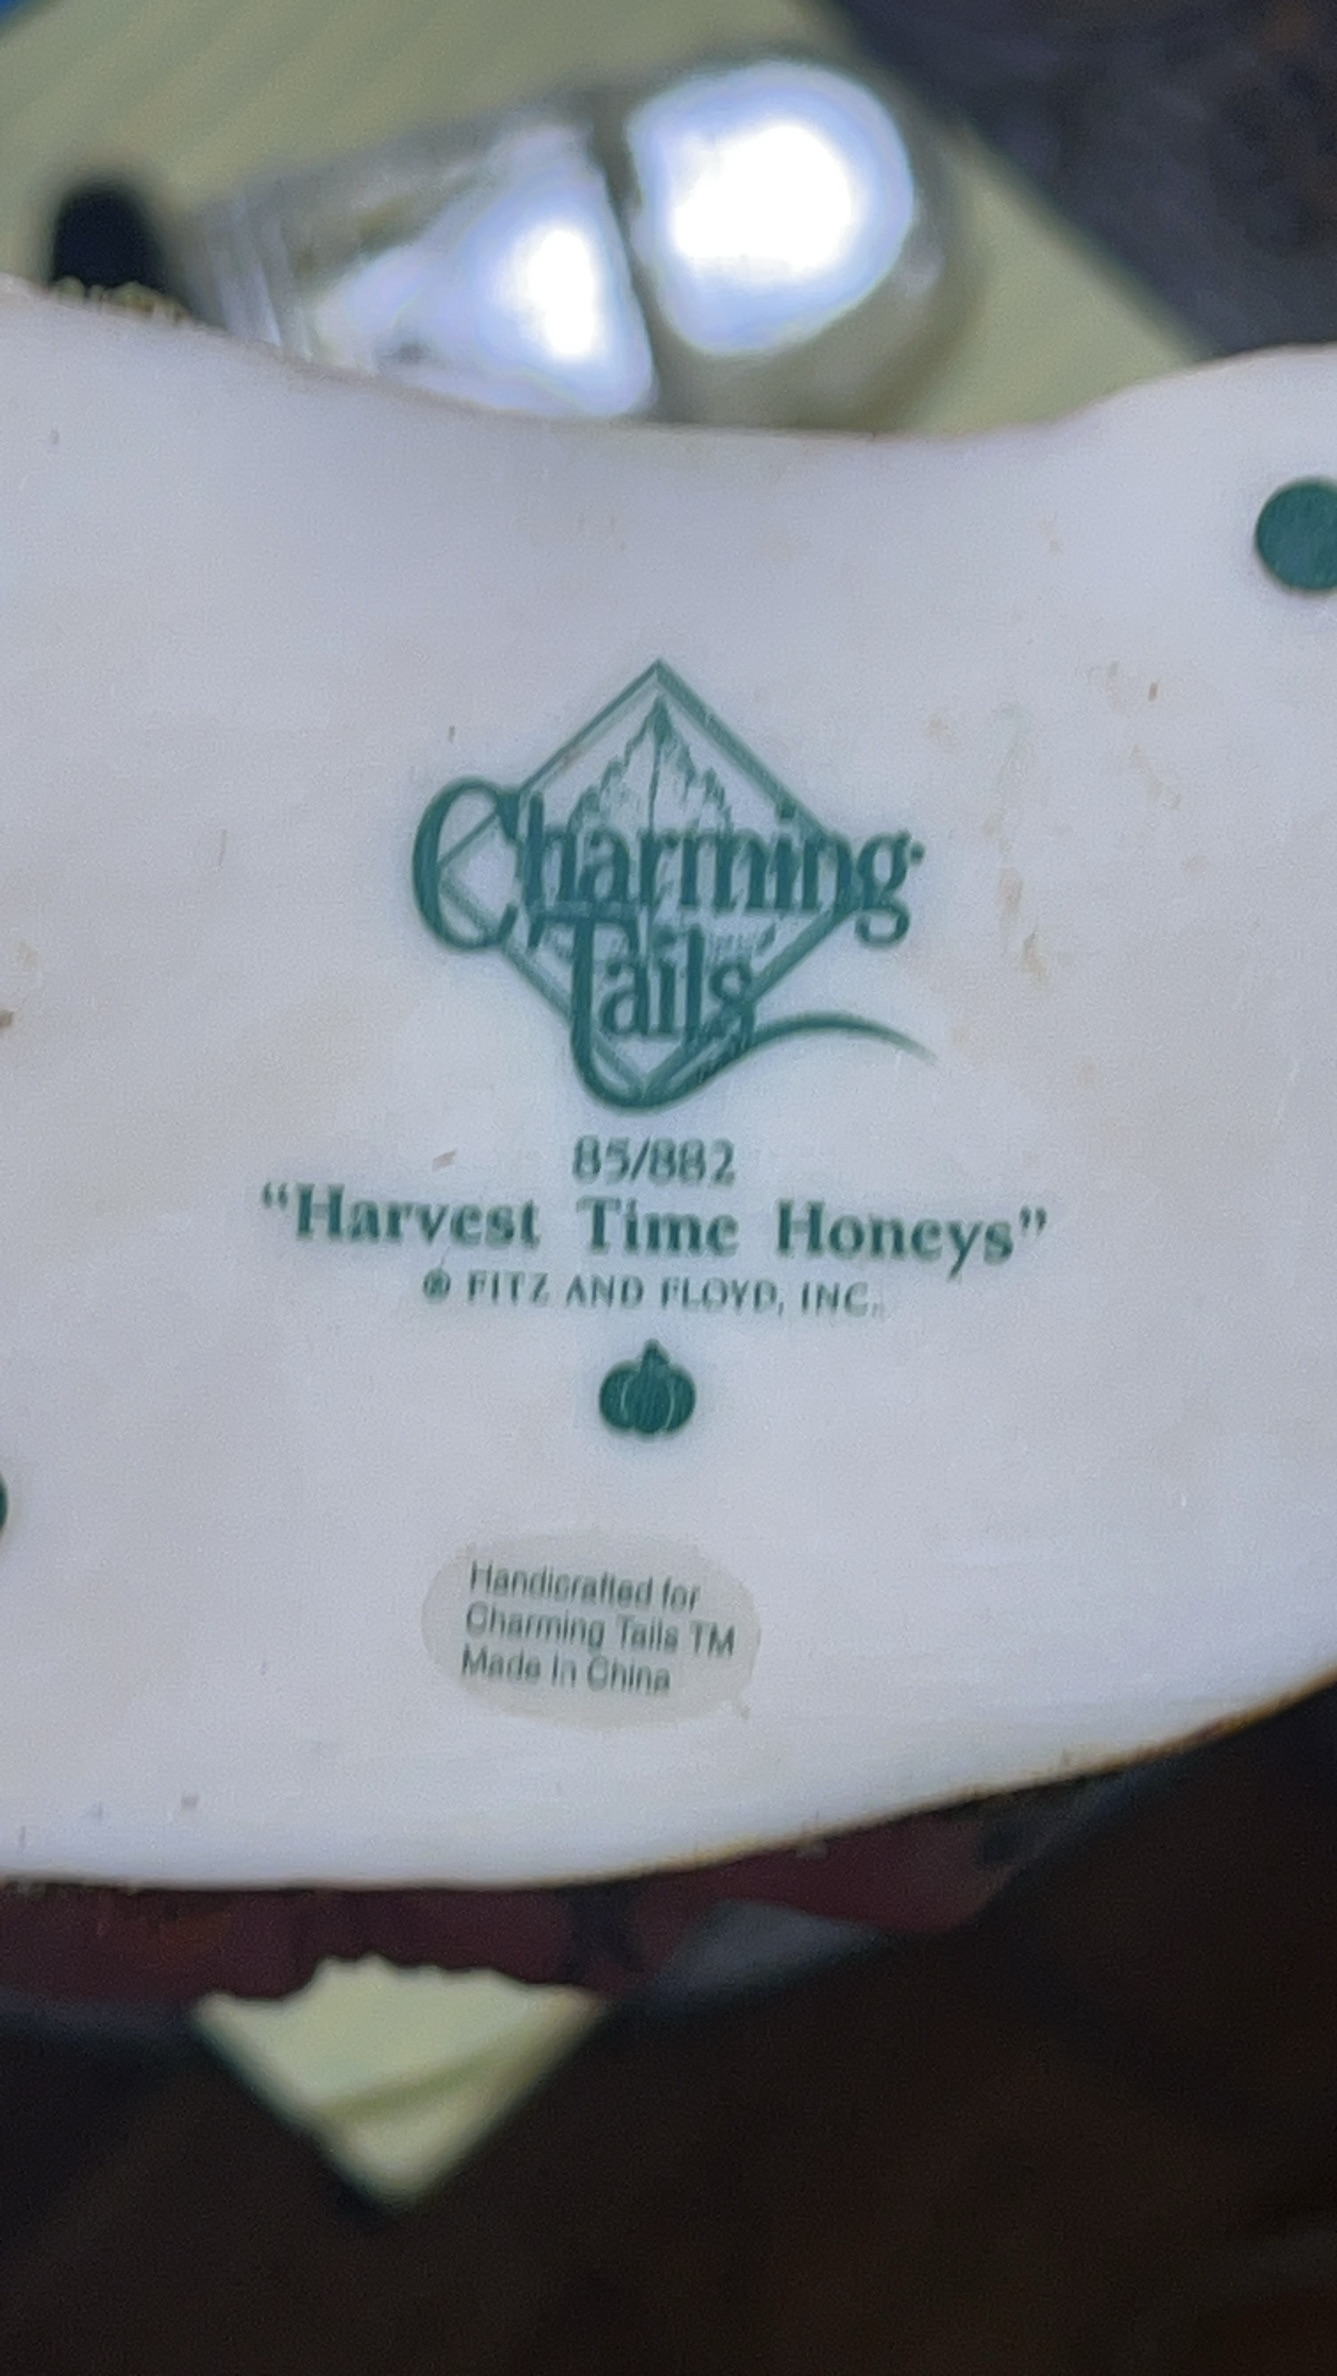 Charming
Tails
85/882
“Harvest Time Honeys”
® FITZ AND FLOYD, INC.
Handicrafted for
Charming Tails TM
Made In China